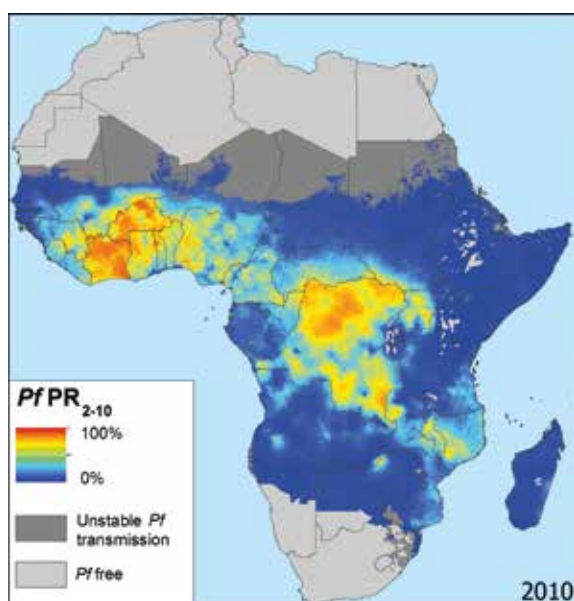 Pf PR2-10
100%
0%
Unstable Pf
transmission
Pf free
2010